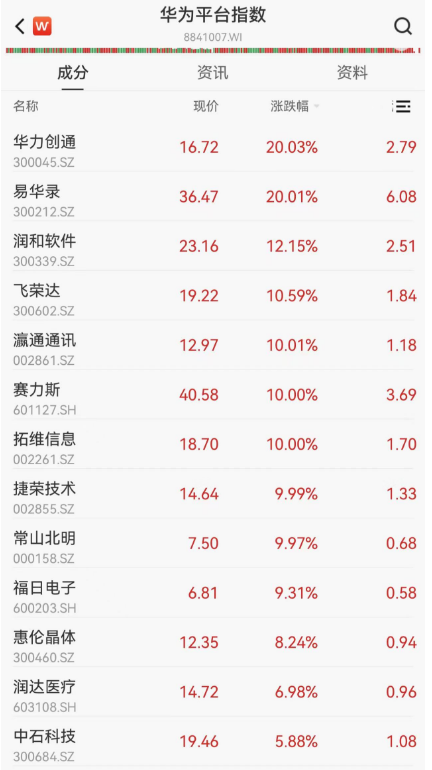 W
华为平台指数
8841007.WI
成分 资讯 资料
名称 现价 涨跌幅
华力创通 16.72 20.03% 2.79
300045.SZ
易华录 36.47 20.01% 6.08
300212.SZ
润和软件 23.16 12.15% 2.51
300339.SZ
飞荣达 19.22 10.59% 1.84
300602.SZ
瀛通通讯 12.97 10.01% 1.18
002861.SZ
赛力斯 40.58 10.00% 3.69
601127.SH
拓维信息 18.70 10.00% 1.70
002261.SZ
捷荣技术 14.64 9.99% 1.33
002855.SZ
常山北明 7.50 9.97% 0.68
000158.SZ
福日电子 6.81 9.31% 0.58
600203.SH
惠伦晶体 12.35 8.24% 0.94
300460.SZ
润达医疗 14.72 6.98% 0.96
603108.SH
中石科技 19.46 5.88% 1.08
300684.SZ